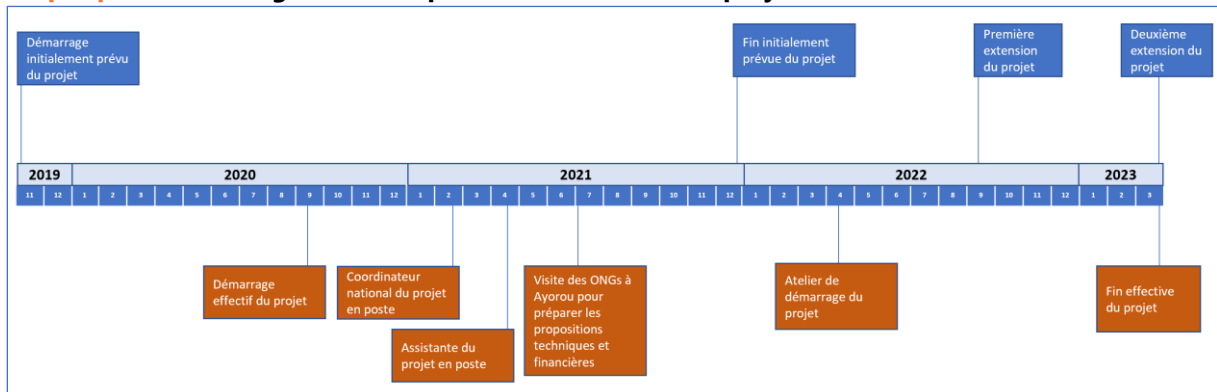 Démarrage
initialement prévu
du projet
Fin initialement
prévue du projet
Première
extension
du projet
Deuxième
extension du
projet
2019 2020 2021 2022 2023
11 12 1 2 3 4 5 6 7 8 9 10 11 12 1 2 3 4 5 6 7 8 9 10 11 12 1 2 3 4 5 6 7 8 9 10 11 12 1 2 3
Démarrage
effectif du projet
Coordinateur
national du projet
en poste
Assistante du
projet en poste
Visite des ONGs à
Ayorou pour
préparer les
propositions
techniques et
financières
Atelier de
démarrage du
projet
Fin effective
du projet